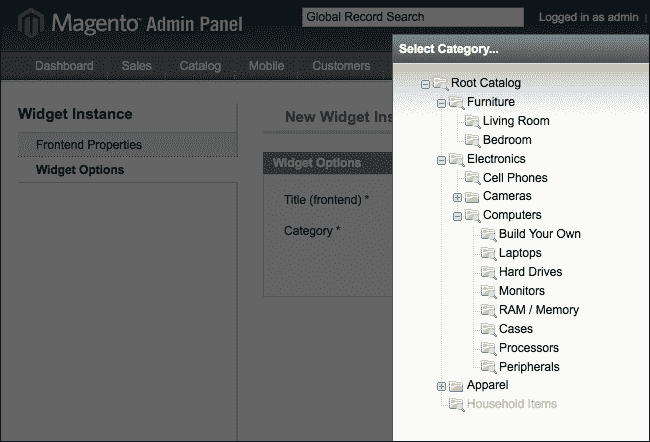 Magento™ Admin Panel
Global Record Search
Logged in as admin
Dashboard Sales Catalog Mobile Customers
Widget Instance
Frontend Properties
Widget Options
New Widget Ins
Widget Options
Title (frontend) *
Category *
Select Category...
Root Catalog
Furniture
Living Room
Bedroom
Electronics
Cell Phones
Cameras
Computers
Build Your Own
Laptops
Hard Drives
Monitors
RAM / Memory
Cases
Processors
Peripherals
Apparel
Household Items